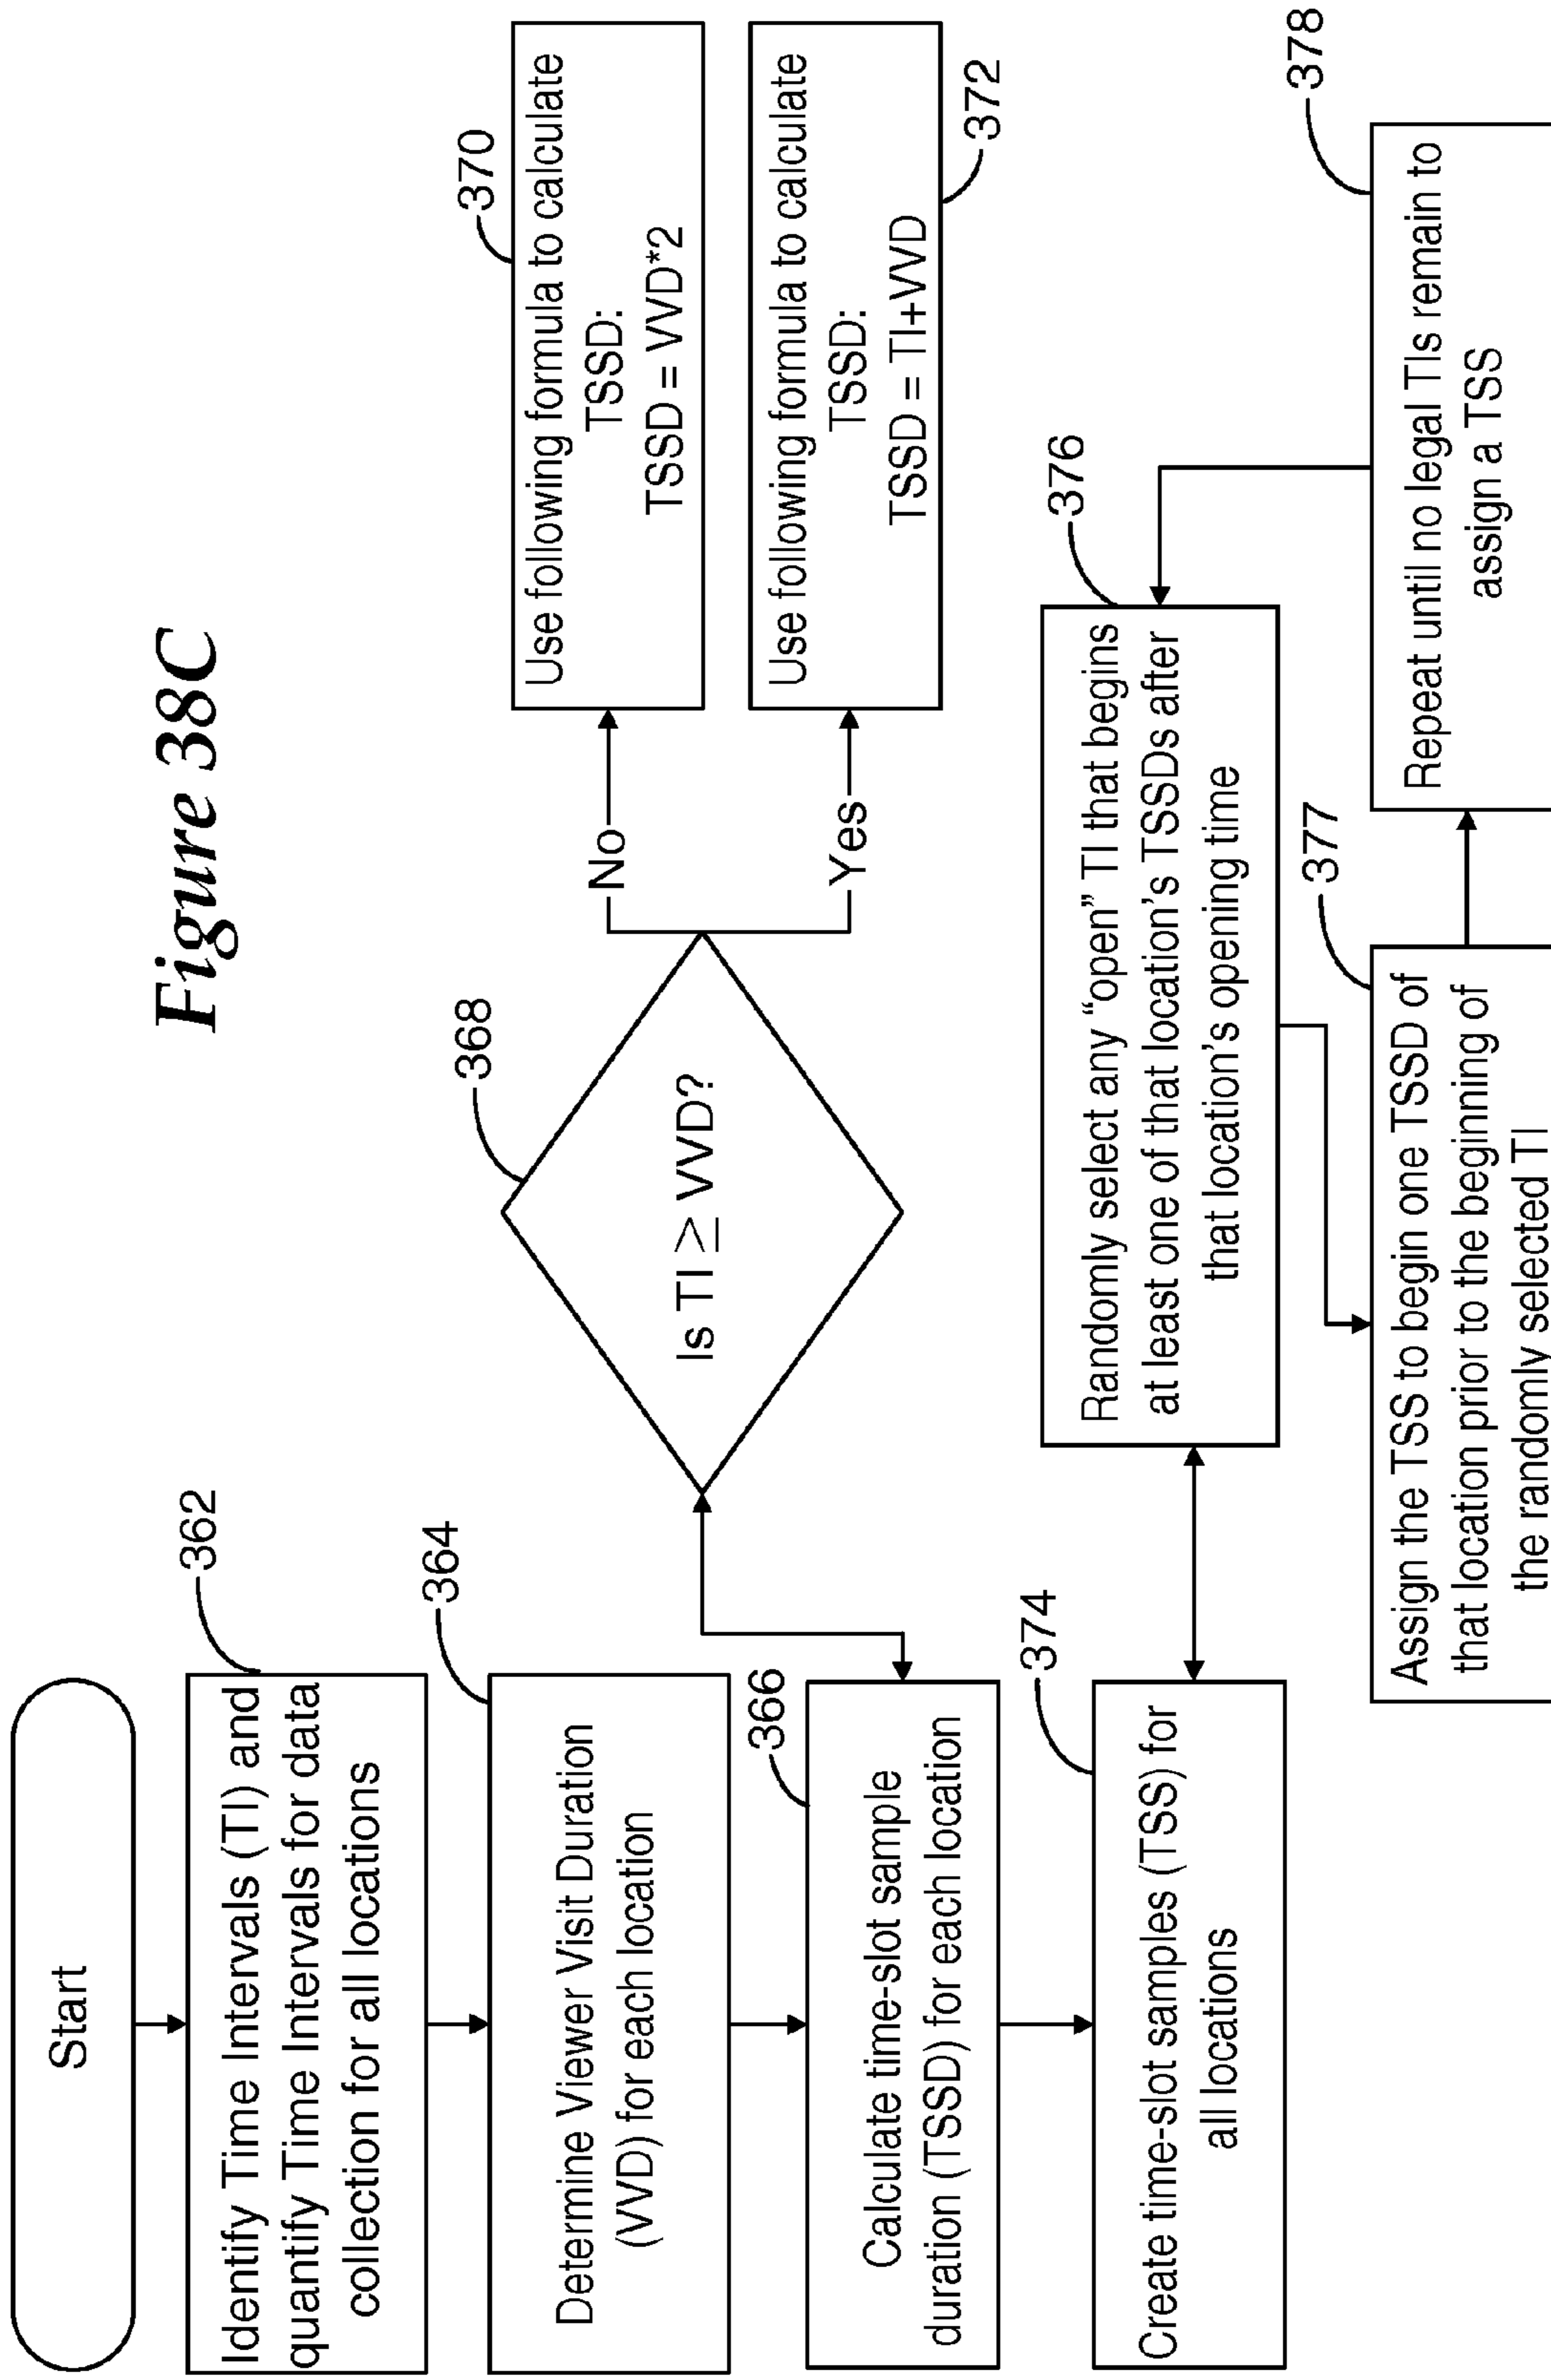 Figure 38C
Start
362
Identify Time Intervals (TI) and
quantify Time Intervals for data
collection for all locations
364
Determine Viewer Visit Duration
(VVD) for each location
366
Calculate time-slot sample
duration (TSSD) for each location
368
Is TI ≥ VVD?
No
370
Use following formula to calculate
TSSD:
TSSD = VVD*2
Yes
Use following formula to calculate
TSSD:
TSSD = TI+VVD
372
374
Create time-slot samples (TSS) for
all locations
376
Randomly select any “open” TI that begins
at least one of that location’s TSSDs after
that location’s opening time
377
Assign the TSS to begin one TSSD of
that location prior to the beginning of
the randomly selected TI
378
Repeat until no legal TIs remain to
assign a TSS